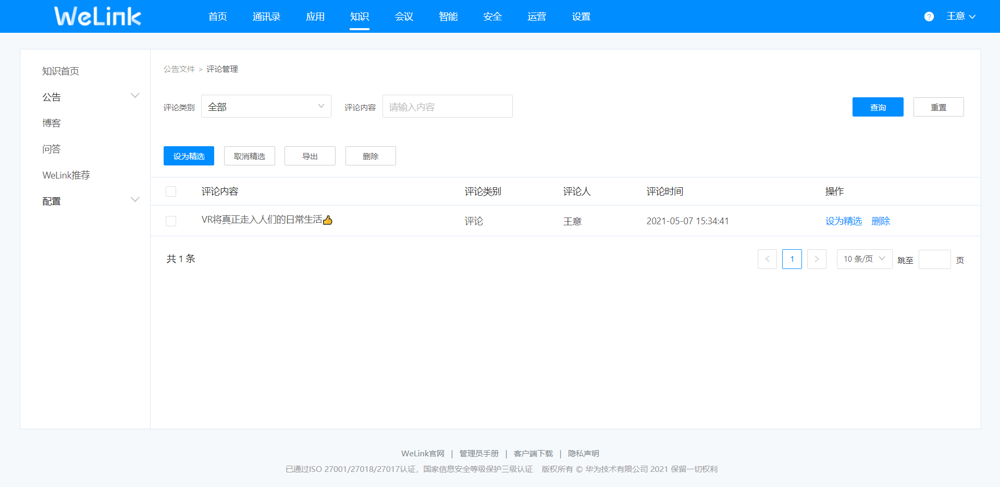 WeLink 首页 通讯录 应用 知识 会议 智能 安全 运营 设置 ? 王意
知识首页
公告
博客
问答
WeLink推荐
配置
公告文件 > 评论管理
评论类别 全部 评论内容 请输入内容 查询 重置
设为精选 取消精选 导出 删除
评论内容 评论类别 评论人 评论时间 操作
VR将真正走入人们的日常生活👍 评论 王意 2021-05-07 15:34:41 设为精选 删除
共 1 条 < 1 > 10 条/页 跳至 页
WeLink官网 | 管理员手册 | 客户端下载 | 隐私声明
已通过ISO 27001/27018/27017认证，国家信息安全等级保护三级认证 版权所有 © 华为技术有限公司 2021 保留一切权利